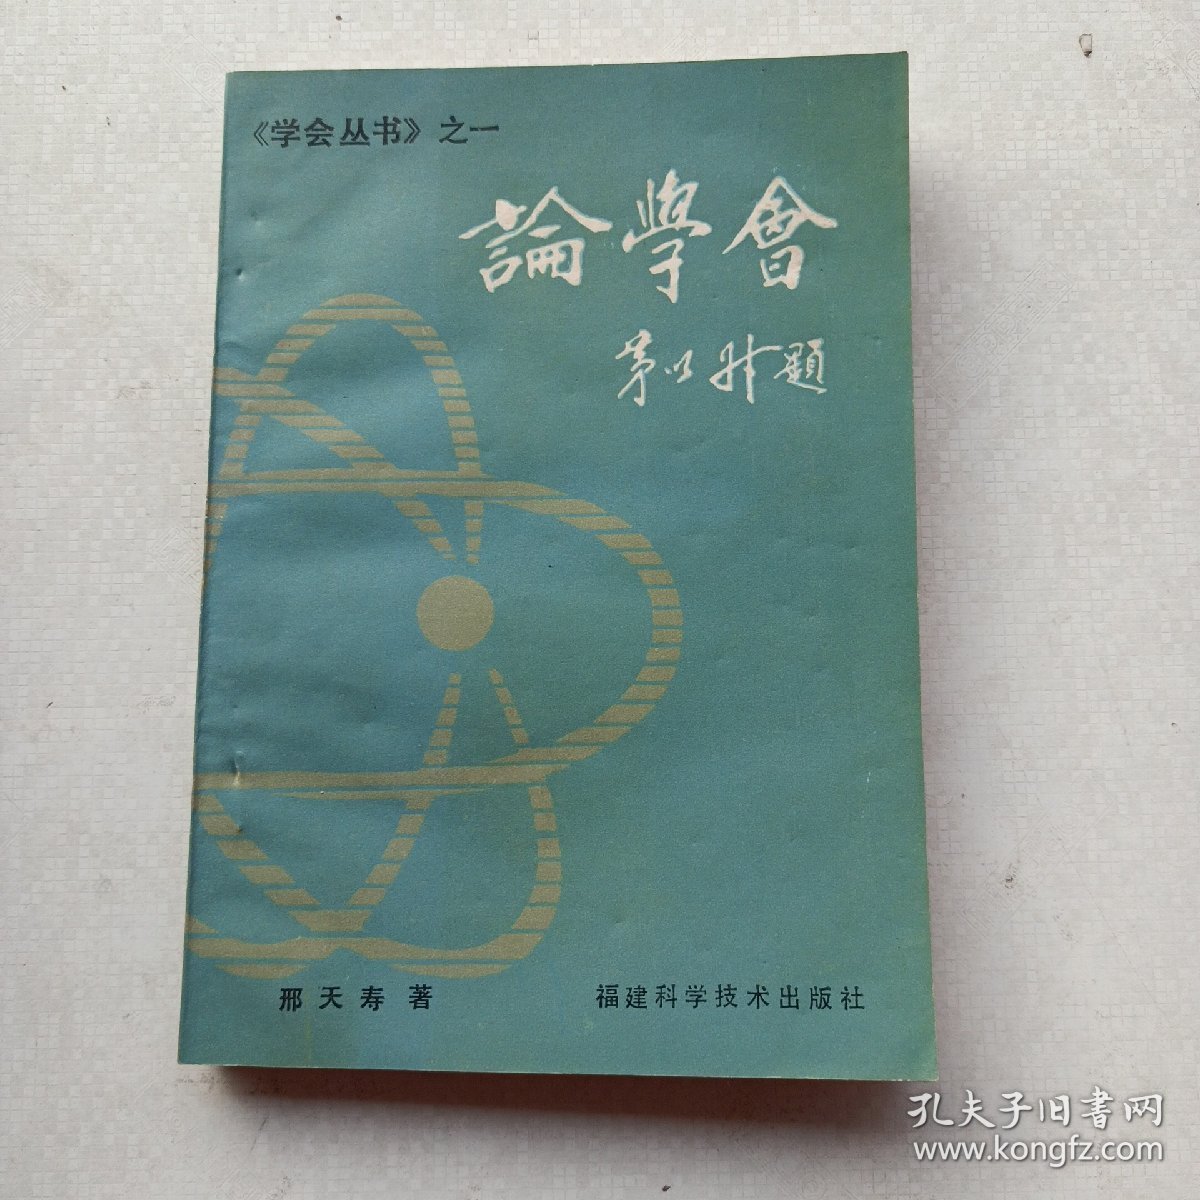 《学会丛书》之一
論學會
茅以升題
邢天寿 著
福建科学技术出版社
孔夫子旧書网
www.kongfz.com